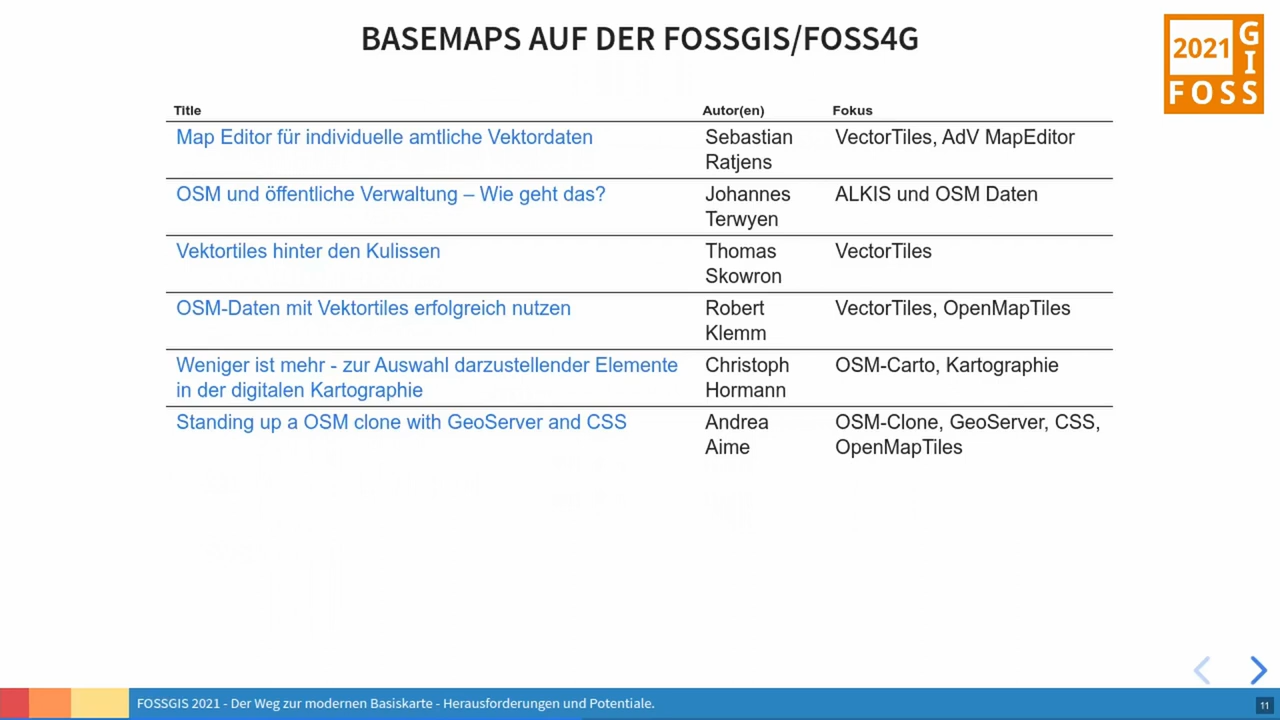 BASEMAPS AUF DER FOSSGIS/FOSS4G
2021
G
I
FOSS
Title Autor(en) Fokus
Map Editor für individuelle amtliche Vektordaten Sebastian VectorTiles, AdV MapEditor
Ratjens
OSM und öffentliche Verwaltung – Wie geht das? Johannes ALKIS und OSM Daten
Terwyen
Vektortiles hinter den Kulissen Thomas VectorTiles
Skowron
OSM-Daten mit Vektortiles erfolgreich nutzen Robert VectorTiles, OpenMapTiles
Klemm
Weniger ist mehr - zur Auswahl darzustellender Elemente Christoph OSM-Carto, Kartographie
in der digitalen Kartographie Hormann
Standing up a OSM clone with GeoServer and CSS Andrea OSM-Clone, GeoServer, CSS,
Aime OpenMapTiles
FOSSGIS 2021 - Der Weg zur modernen Basiskarte - Herausforderungen und Potentiale. 11